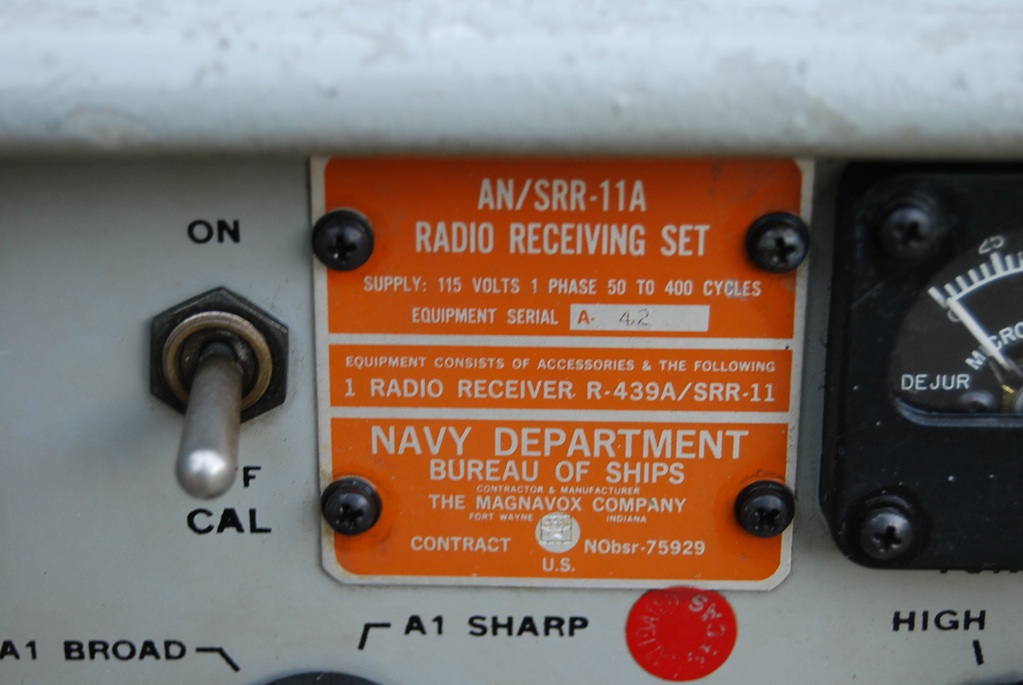 ON
CAL
AN/SRR-11A
RADIO RECEIVING SET
SUPPLY: 115 VOLTS 1 PHASE 50 TO 400 CYCLES
EQUIPMENT SERIAL A- 42
EQUIPMENT CONSISTS OF ACCESSORIES & THE FOLLOWING
1 RADIO RECEIVER R-439A/SRR-11
NAVY DEPARTMENT
BUREAU OF SHIPS
CONTRACTOR & MANUFACTURER
THE MAGNAVOX COMPANY
FORT WAYNE INDIANA
CONTRACT NObsr-75929
U.S.
25
0
DEJUR
A1 BROAD
A1 SHARP
HIGH